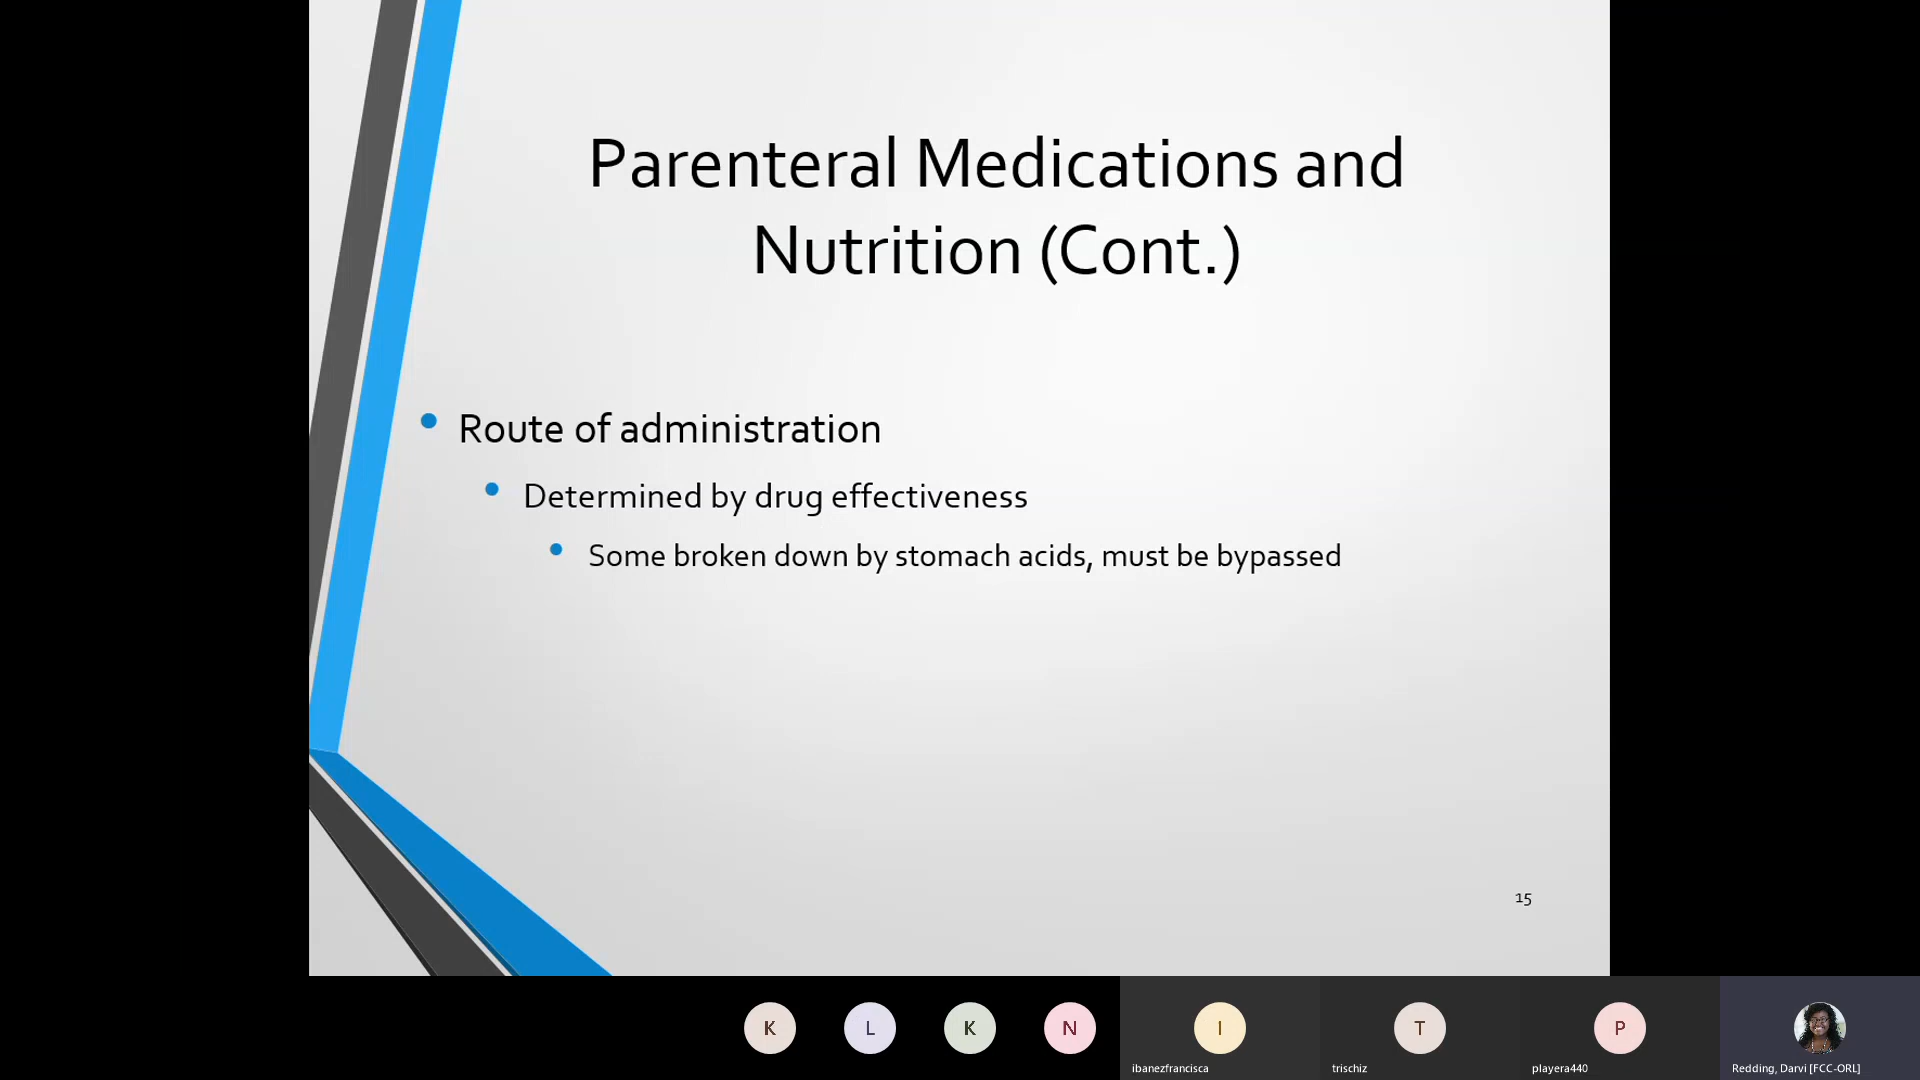 Parenteral Medications and
Nutrition (Cont.)
Route of administration
Determined by drug effectiveness
Some broken down by stomach acids, must be bypassed
15
K
L
K
N
I
T
P
ibanezfrancisca
trischiz
playera440
Redding, Darvi [FCC-ORL]